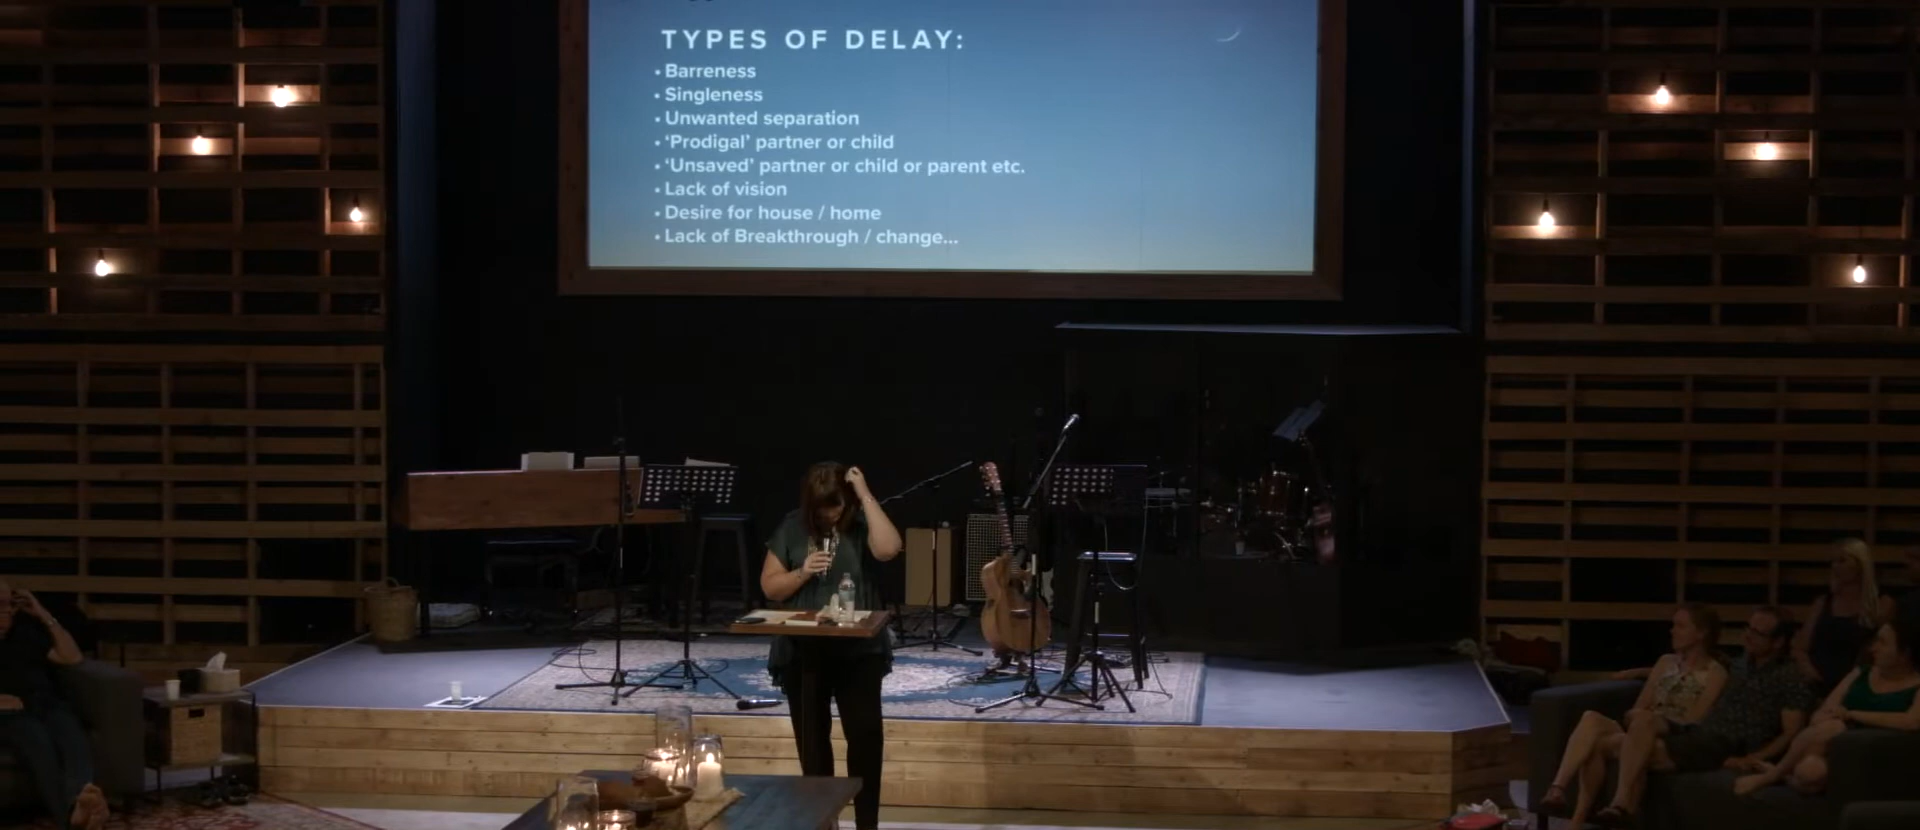 TYPES OF DELAY:
• Barreness
• Singleness
• Unwanted separation
• ‘Prodigal’ partner or child
• ‘Unsaved’ partner or child or parent etc.
• Lack of vision
• Desire for house / home
• Lack of Breakthrough / change...